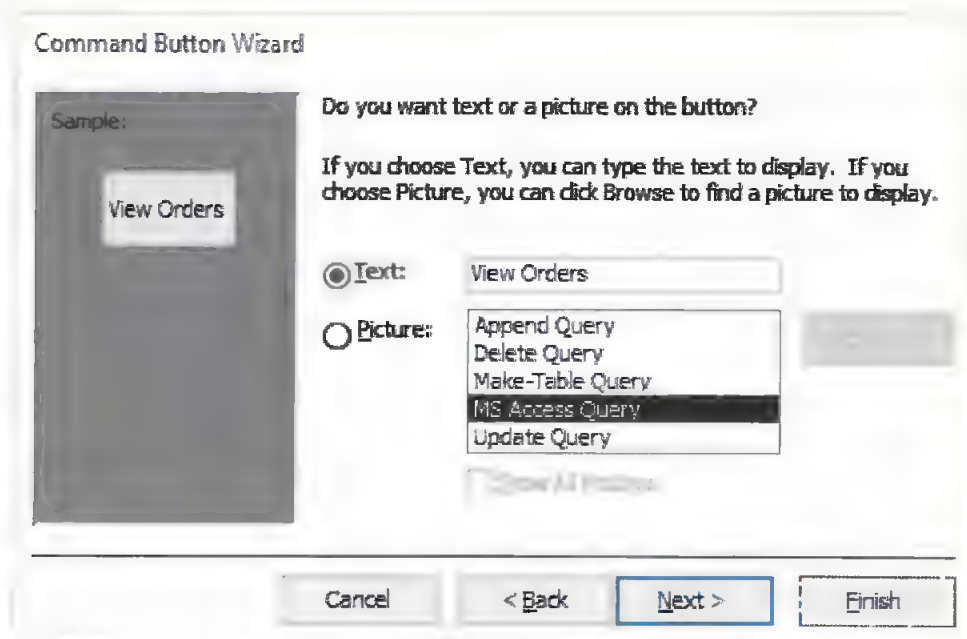 Command Button Wizard
Sample:
View Orders
Do you want text or a picture on the button?
If you choose Text, you can type the text to display. If you
choose Picture, you can click Browse to find a picture to display.
Text: View Orders
Picture: Append Query
Delete Query
Make-Table Query
MS Access Query
Update Query
Cancel < Back Next > Finish